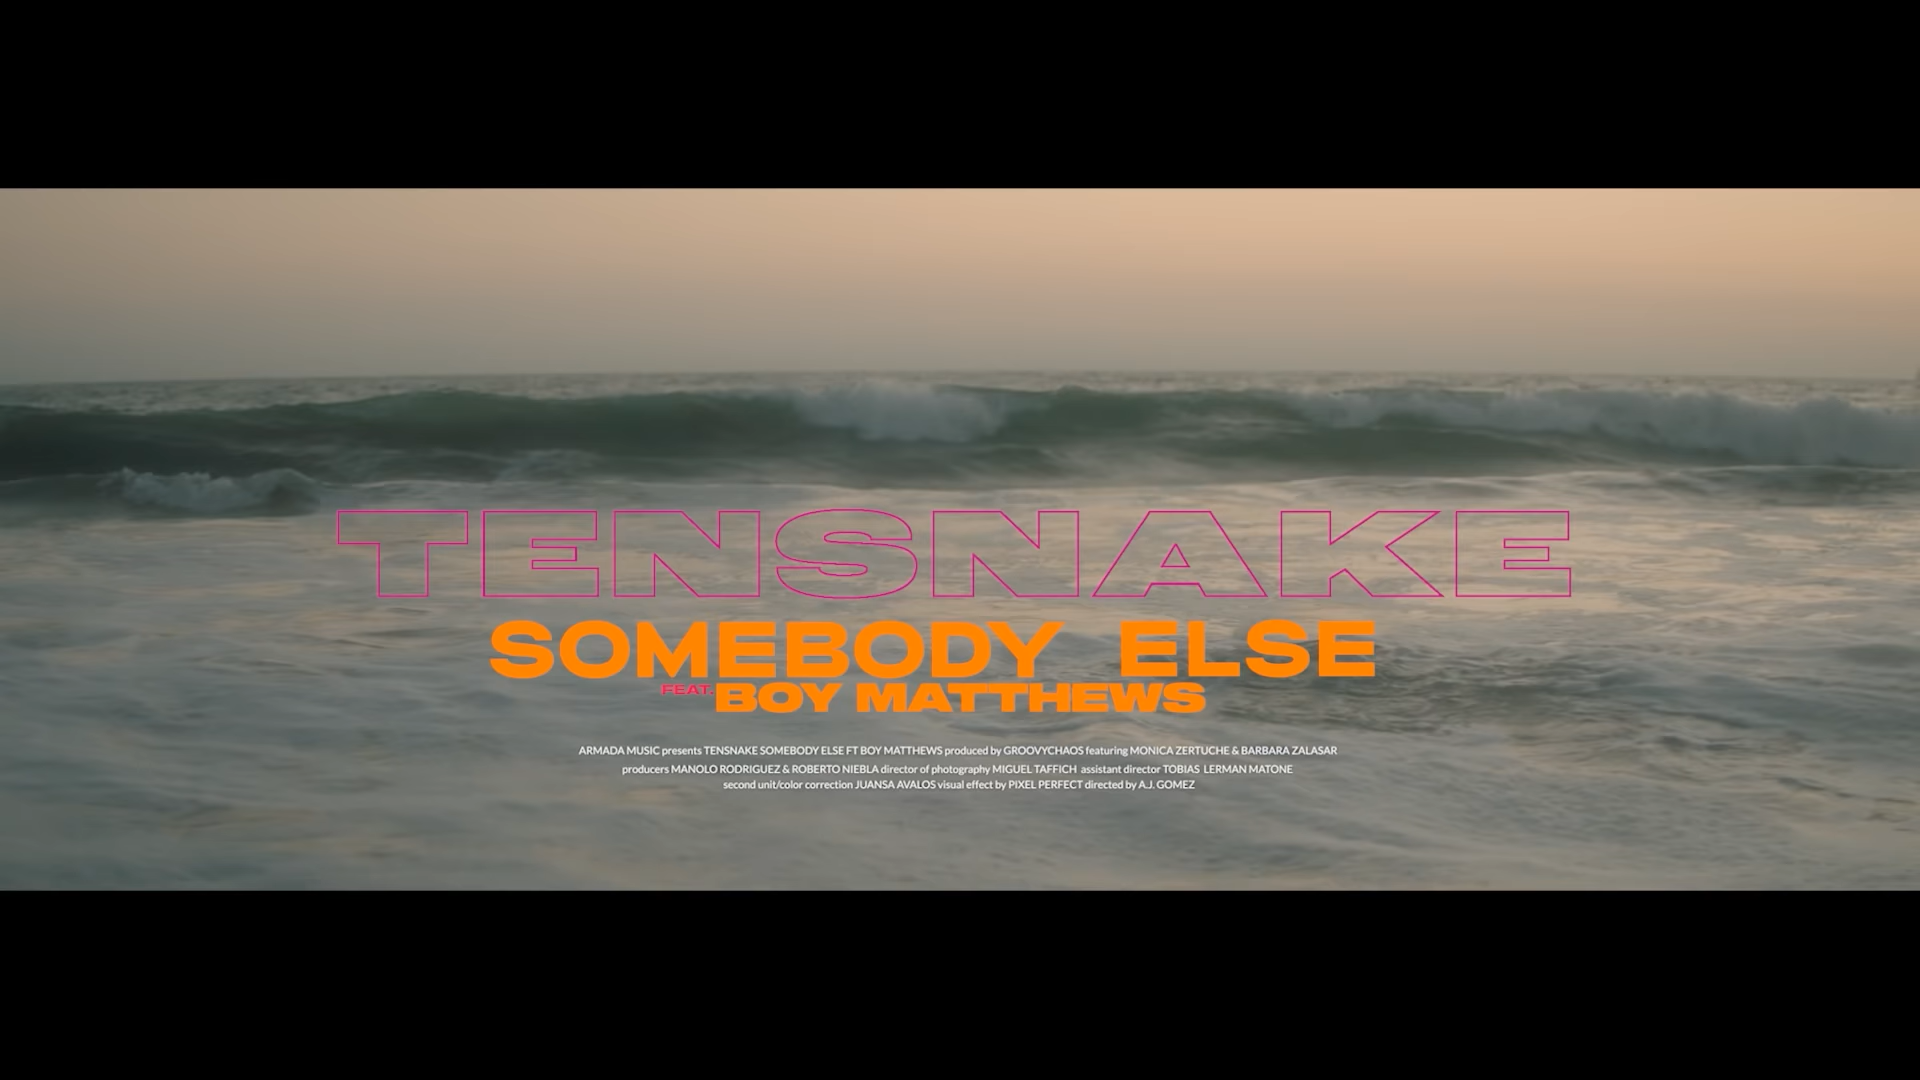 TENSNAKE
SOMEBODY ELSE
FEAT. BOY MATTHEWS
ARMADA MUSIC presents TENSNAKE SOMEBODY ELSE FT BOY MATTHEWS produced by GROOVYCHAOS featuring MONICA ZERTUCHE & BARBARA ZALASAR
producers MANOLO RODRIGUEZ & ROBERTO NIEBLA director of photography MIGUEL TAFFICH assistant director TOBIAS LERMAN MATONE
second unit/color correction JUANSA AVALOS visual effect by PIXEL PERFECT directed by A.J. GOMEZ